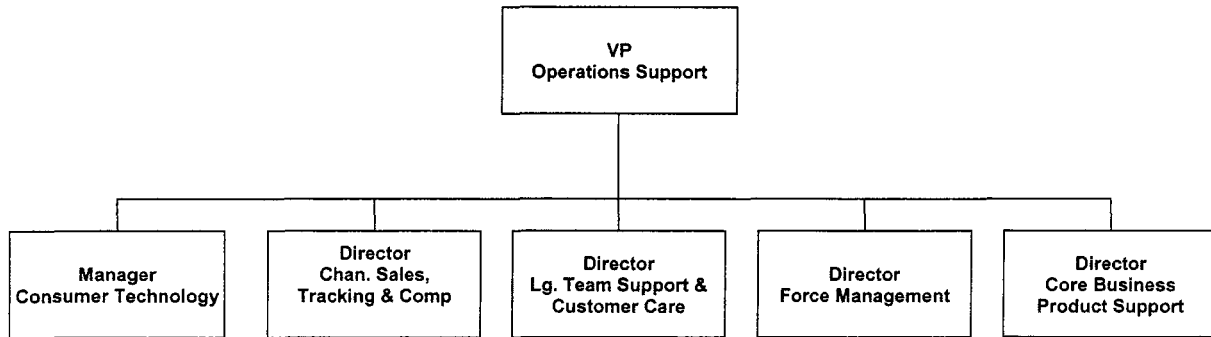 VP
Operations Support
Manager
Consumer Technology
Director
Chan. Sales,
Tracking & Comp
Director
Lg. Team Support &
Customer Care
Director
Force Management
Director
Core Business
Product Support